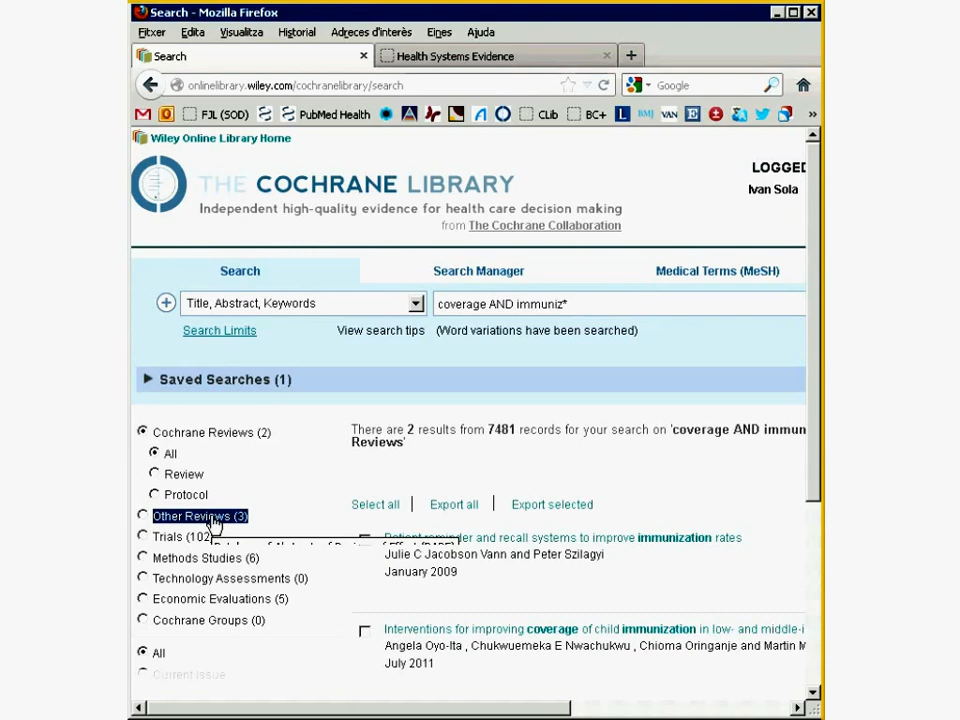 Search - Mozilla Firefox
Fitxer Edita Visualitza Historial Adreces d'interès Eines Ajuda
Search Health Systems Evidence
onlinelibrary.wiley.com/cochranelibrary/search Google
FJL (SOD) PubMed Health CLib BC+ L BMJ VAN E
Wiley Online Library Home
LOGGED
THE COCHRANE LIBRARY
Ivan Sola
Independent high-quality evidence for health care decision making
from The Cochrane Collaboration
Search Search Manager Medical Terms (MeSH)
Title, Abstract, Keywords coverage AND immuniz*
Search Limits View search tips (Word variations have been searched)
Saved Searches (1)
Cochrane Reviews (2)
All
Review
Protocol
Other Reviews (3)
Trials (102
Methods Studies (6)
Technology Assessments (0)
Economic Evaluations (5)
Cochrane Groups (0)
All
Current Issue
There are 2 results from 7481 records for your search on 'coverage AND immun
Reviews'
Select all Export all Export selected
Patient reminder and recall systems to improve immunization rates
Julie C Jacobson Vann and Peter Szilagyi
January 2009
Interventions for improving coverage of child immunization in low- and middle-i
Angela Oyo-Ita , Chukwuemeka E Nwachukwu , Chioma Oringanje and Martin M
July 2011